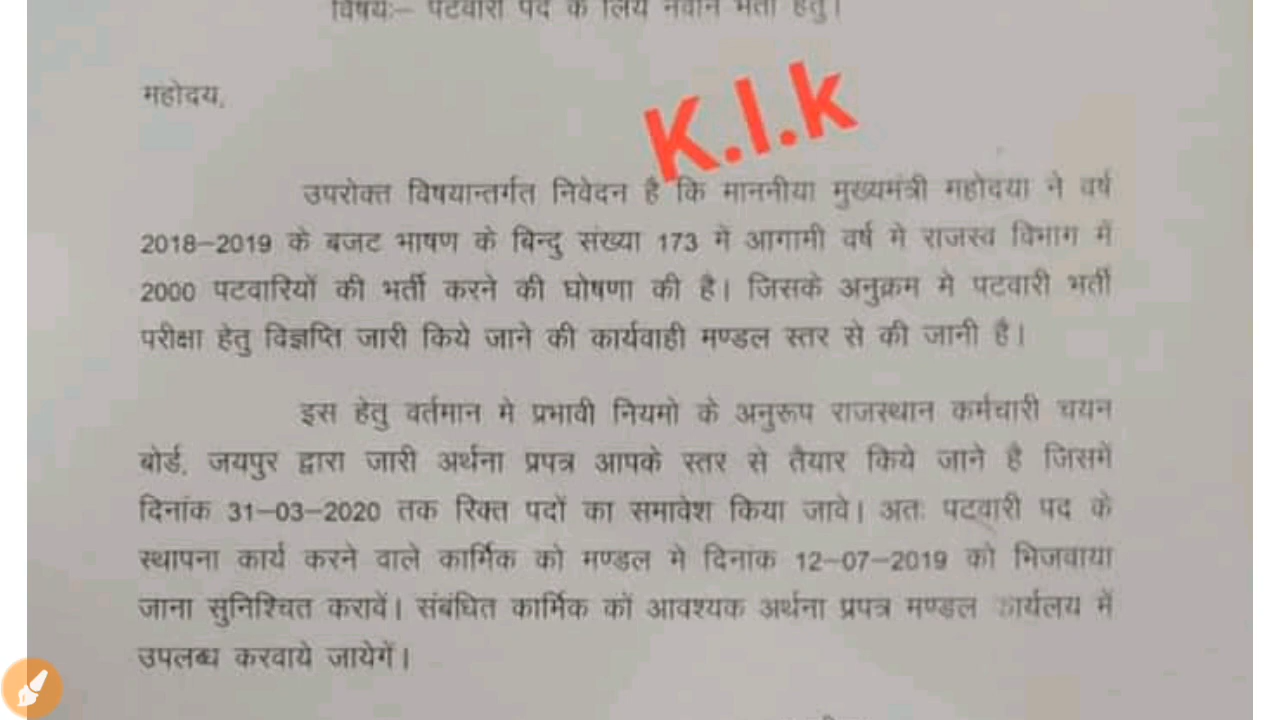 विषयः– पटवारी पद के लिये नवीन भर्ती हेतु।
महोदय,
K.I.k
उपरोक्त विषयान्तर्गत निवेदन है कि माननीया मुख्यमंत्री महोदया ने वर्ष
2018–2019 के बजट भाषण के बिन्दु संख्या 173 में आगामी वर्ष मे राजस्व विभाग में
2000 पटवारियों की भर्ती करने की घोषणा की है। जिसके अनुक्रम मे पटवारी भर्ती
परीक्षा हेतु विज्ञप्ति जारी किये जाने की कार्यवाही मण्डल स्तर से की जानी है।
इस हेतु वर्तमान मे प्रभावी नियमो के अनुरूप राजस्थान कर्मचारी चयन
बोर्ड, जयपुर द्वारा जारी अर्थना प्रपत्र आपके स्तर से तैयार किये जाने है जिसमें
दिनांक 31–03–2020 तक रिक्त पदों का समावेश किया जावे। अतः पटवारी पद के
स्थापना कार्य करने वाले कार्मिक को मण्डल मे दिनांक 12–07–2019 को भिजवाया
जाना सुनिश्चित करावें। संबंधित कार्मिक कों आवश्यक अर्थना प्रपत्र मण्डल कार्यलय में
उपलब्ध करवाये जायेगें।